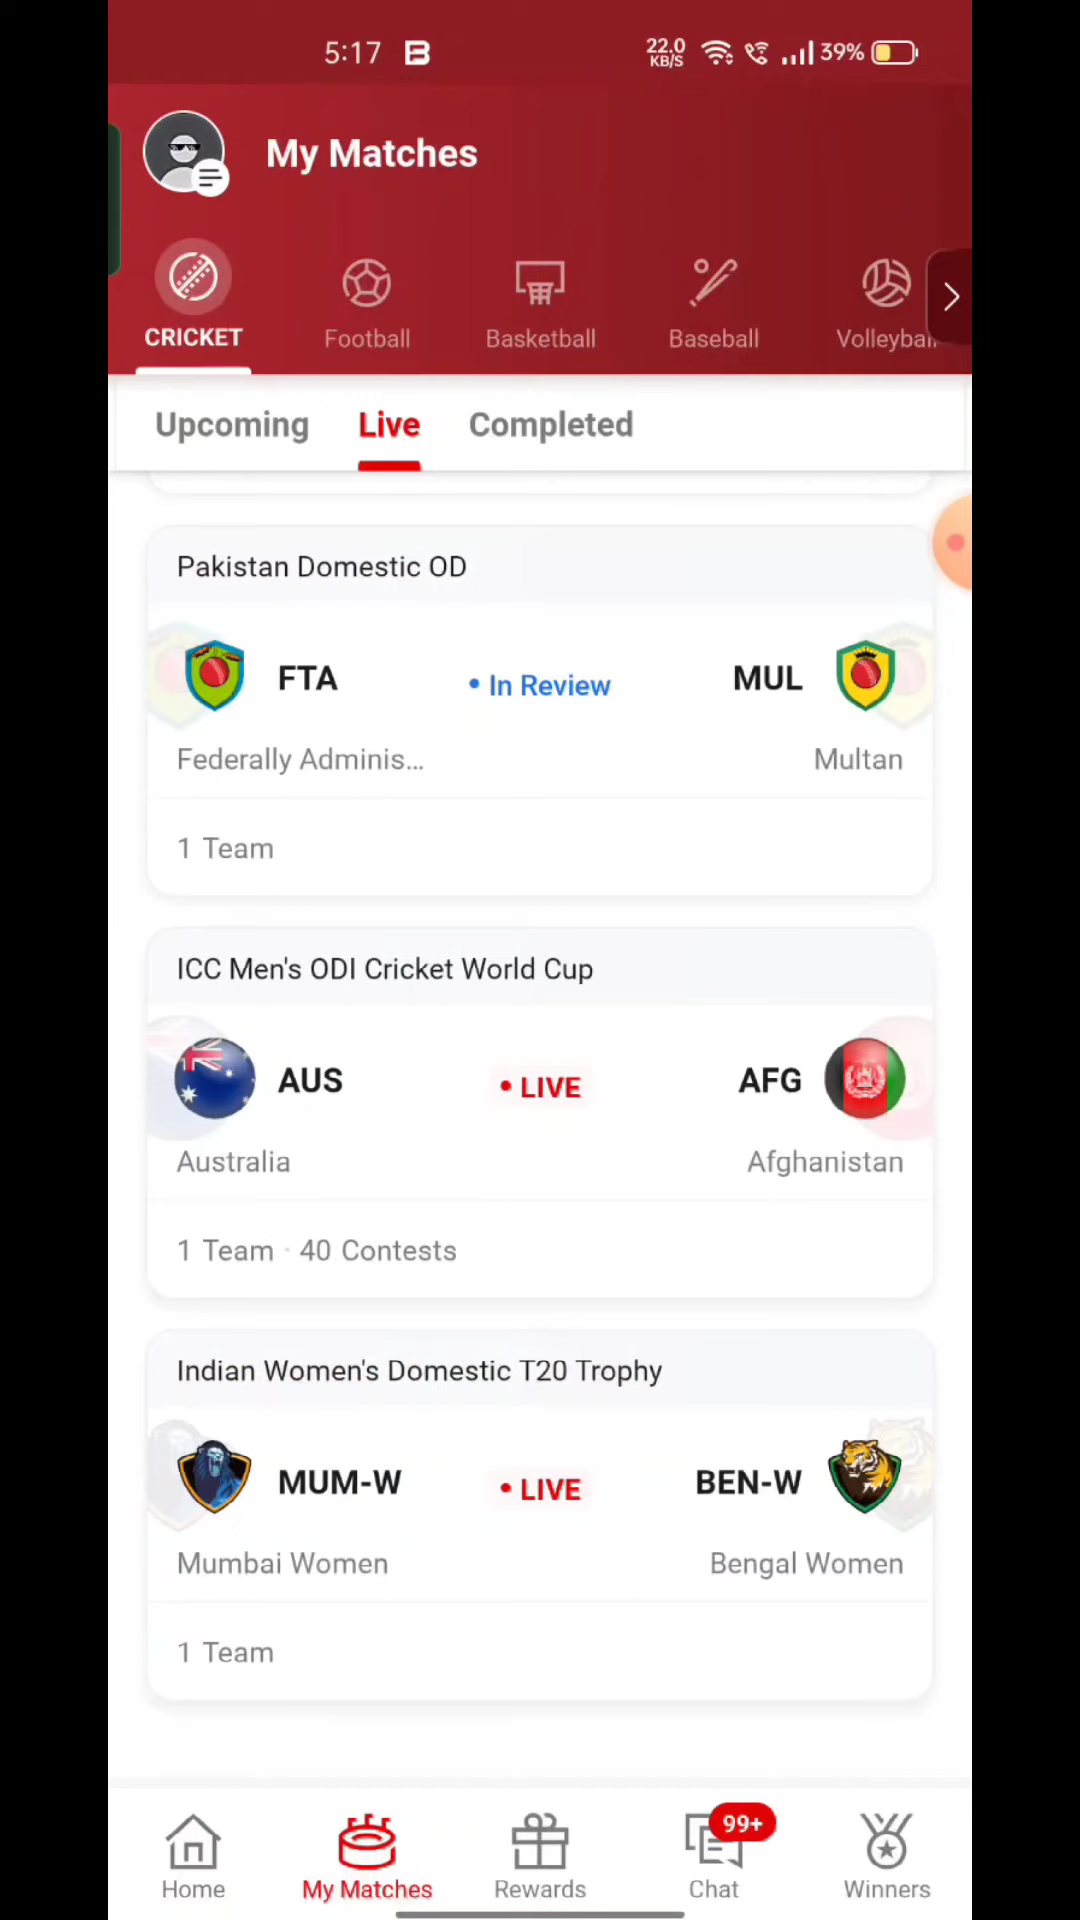 5:17
22.0
KB/S
39%
My Matches
CRICKET
Football
Basketball
Baseball
Volleyball
Upcoming
Live
Completed
Pakistan Domestic OD
FTA
• In Review
MUL
Federally Adminis...
Multan
1 Team
ICC Men's ODI Cricket World Cup
AUS
• LIVE
AFG
Australia
Afghanistan
1 Team · 40 Contests
Indian Women's Domestic T20 Trophy
MUM-W
• LIVE
BEN-W
Mumbai Women
Bengal Women
1 Team
99+
Home
My Matches
Rewards
Chat
Winners